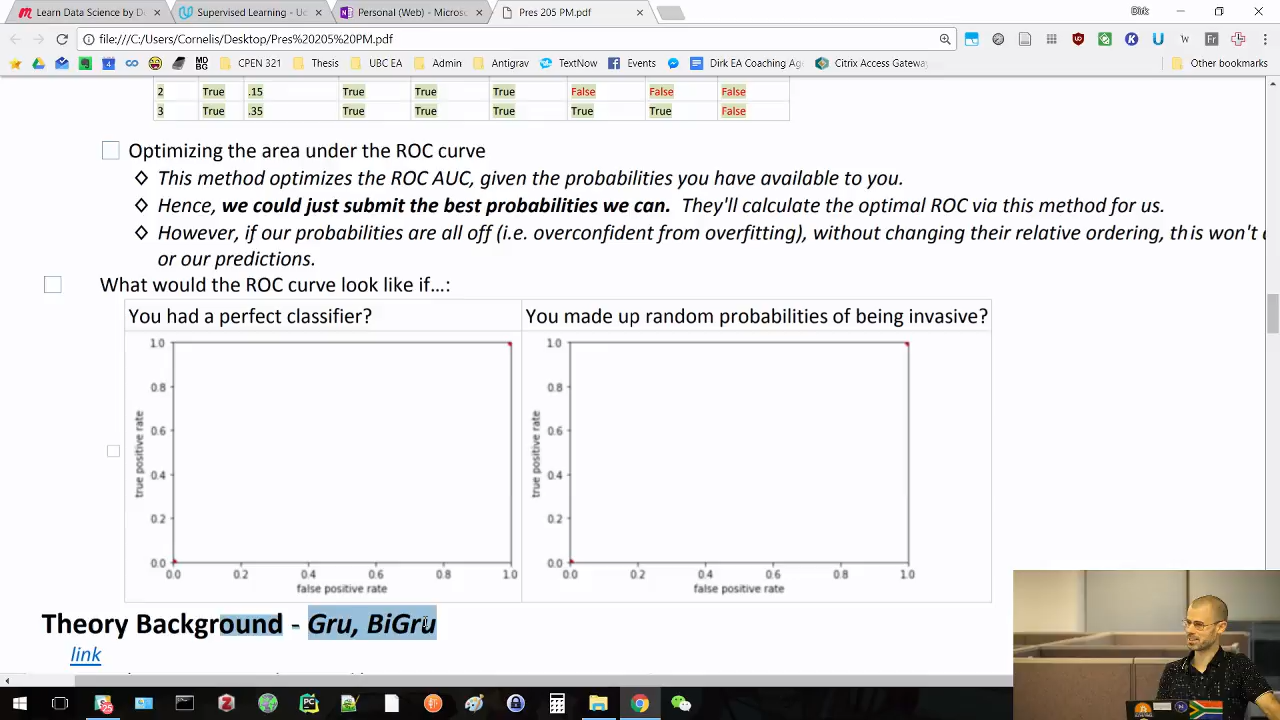 Learn Data Science by D
Supervised Learning - Uc
Personal (Web) - Micros
Pres 205 PM.pdf
file:///C:/Users/Cornelis/Desktop/Pres%20205%20PM.pdf
CPEN 321
Thesis
UBC EA
Admin
Antigrav
TextNow
Events
Dirk EA Coaching Ag
Citrix Access Gateway
Other bookmarks
2 True .15 True True True False False False
3 True .35 True True True True True False
Optimizing the area under the ROC curve
This method optimizes the ROC AUC, given the probabilities you have available to you.
Hence, we could just submit the best probabilities we can. They'll calculate the optimal ROC via this method for us.
However, if our probabilities are all off (i.e. overconfident from overfitting), without changing their relative ordering, this won't
or our predictions.
What would the ROC curve look like if...:
You had a perfect classifier?
You made up random probabilities of being invasive?
1.0
0.8
0.6
0.4
0.2
0.0
true positive rate
0.0 0.2 0.4 0.6 0.8 1.0
false positive rate
1.0
0.8
0.6
0.4
0.2
0.0
true positive rate
0.0 0.2 0.4 0.6 0.8 1.0
false positive rate
Theory Background - Gru, BiGru
link